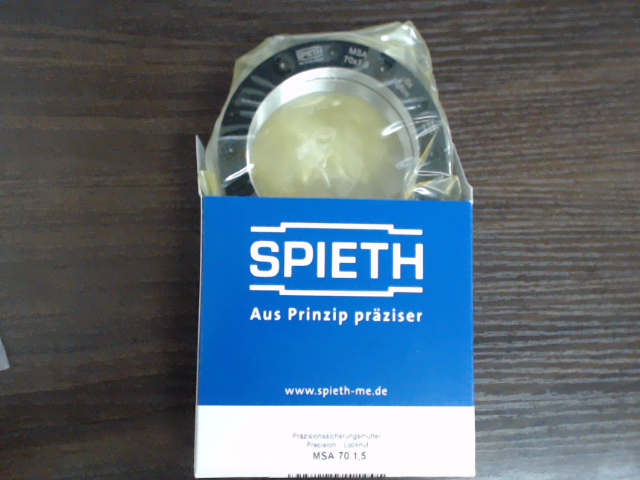 SPIETH
MSA
70x1,5
SPIETH
Aus Prinzip präziser
www.spieth-me.de
Präzisionssicherungsmutter
Precision Locknut
MSA 70.1,5